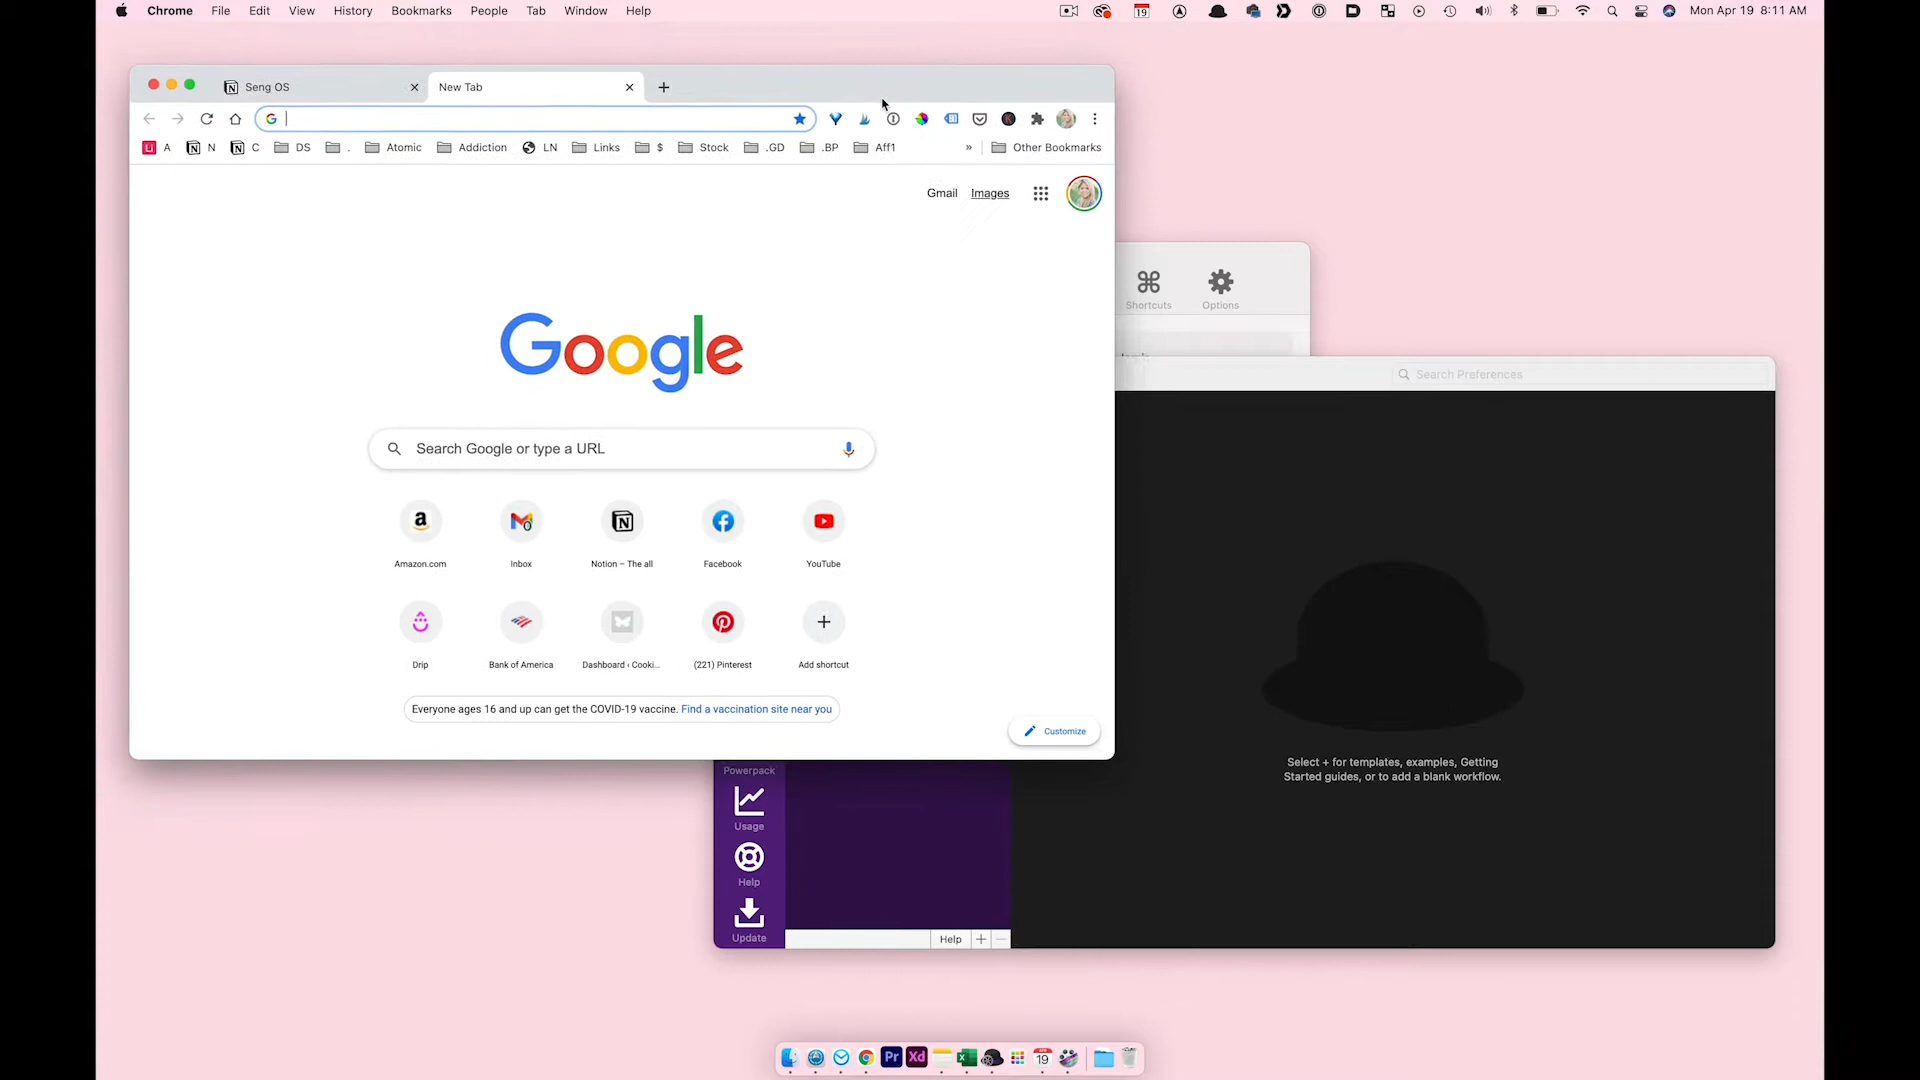 Chrome File Edit View History Bookmarks People Tab Window Help
19
Mon Apr 19 8:11 AM
Seng OS
New Tab
Li A N C DS . Atomic Addiction LN Links $ Stock .GD .BP Aff1 » Other Bookmarks
Gmail Images
Shortcuts Options
Google
Search Preferences
Search Google or type a URL
Amazon.com Inbox Notion – The all Facebook YouTube
Drip Bank of America Dashboard ‹ Cooki... (221) Pinterest Add shortcut
Everyone ages 16 and up can get the COVID-19 vaccine. Find a vaccination site near you
Customize
Powerpack
Usage
Help
Update
Select + for templates, examples, Getting
Started guides, or to add a blank workflow.
Help + −
Pr Xd 19